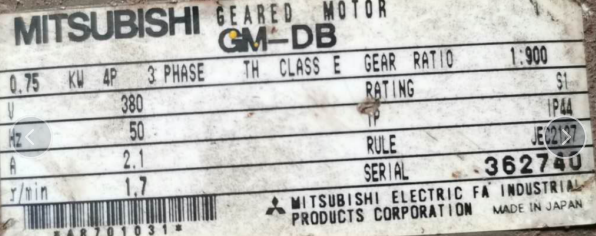 MITSUBISHI GEARED MOTOR
GM-DB
0.75 KW 4P 3 PHASE TH CLASS E GEAR RATIO 1:900
V 380 RATING S1
Hz 50 IP IP44
A 2.1 RULE JEC2137
r/min 1.7 SERIAL 362740
MITSUBISHI ELECTRIC FA INDUSTRIAL
PRODUCTS CORPORATION MADE IN JAPAN
*48701031*